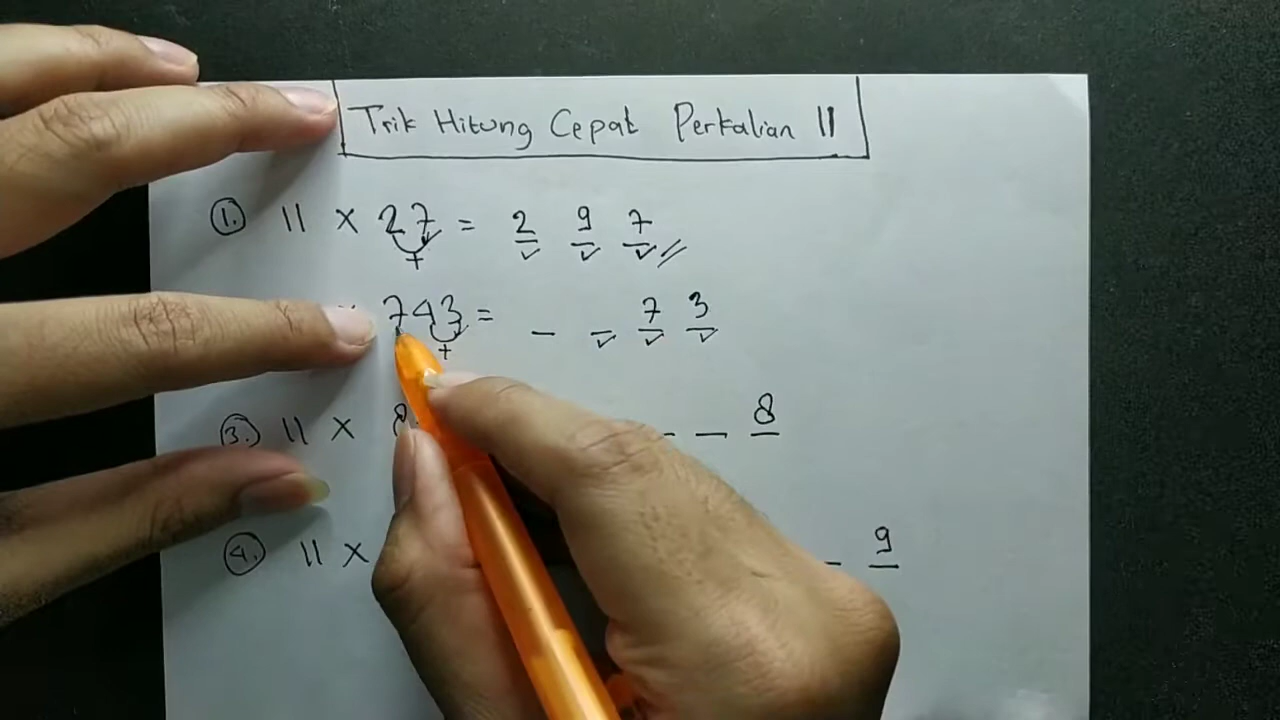 Trik Hitung Cepat Perkalian 11
1. 11 x 27 = 2 9 7
+
743 = _ _ 7 3
+
3. 11 x 8 _ _ 8
4. 11 x _ 9